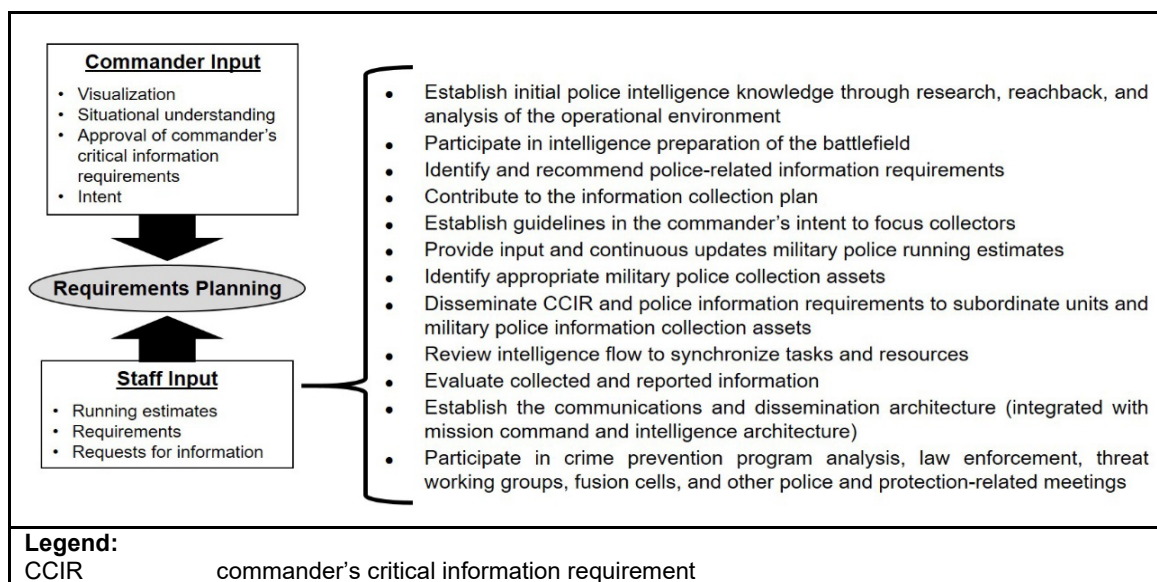 Commander Input
• Visualization
• Situational understanding
• Approval of commander's
critical information
requirements
• Intent
Requirements Planning
Staff Input
• Running estimates
• Requirements
• Requests for information
• Establish initial police intelligence knowledge through research, reachback, and
analysis of the operational environment
• Participate in intelligence preparation of the battlefield
• Identify and recommend police-related information requirements
• Contribute to the information collection plan
• Establish guidelines in the commander's intent to focus collectors
• Provide input and continuous updates military police running estimates
• Identify appropriate military police collection assets
• Disseminate CCIR and police information requirements to subordinate units and
military police information collection assets
• Review intelligence flow to synchronize tasks and resources
• Evaluate collected and reported information
• Establish the communications and dissemination architecture (integrated with
mission command and intelligence architecture)
• Participate in crime prevention program analysis, law enforcement, threat
working groups, fusion cells, and other police and protection-related meetings
Legend:
CCIR commander's critical information requirement